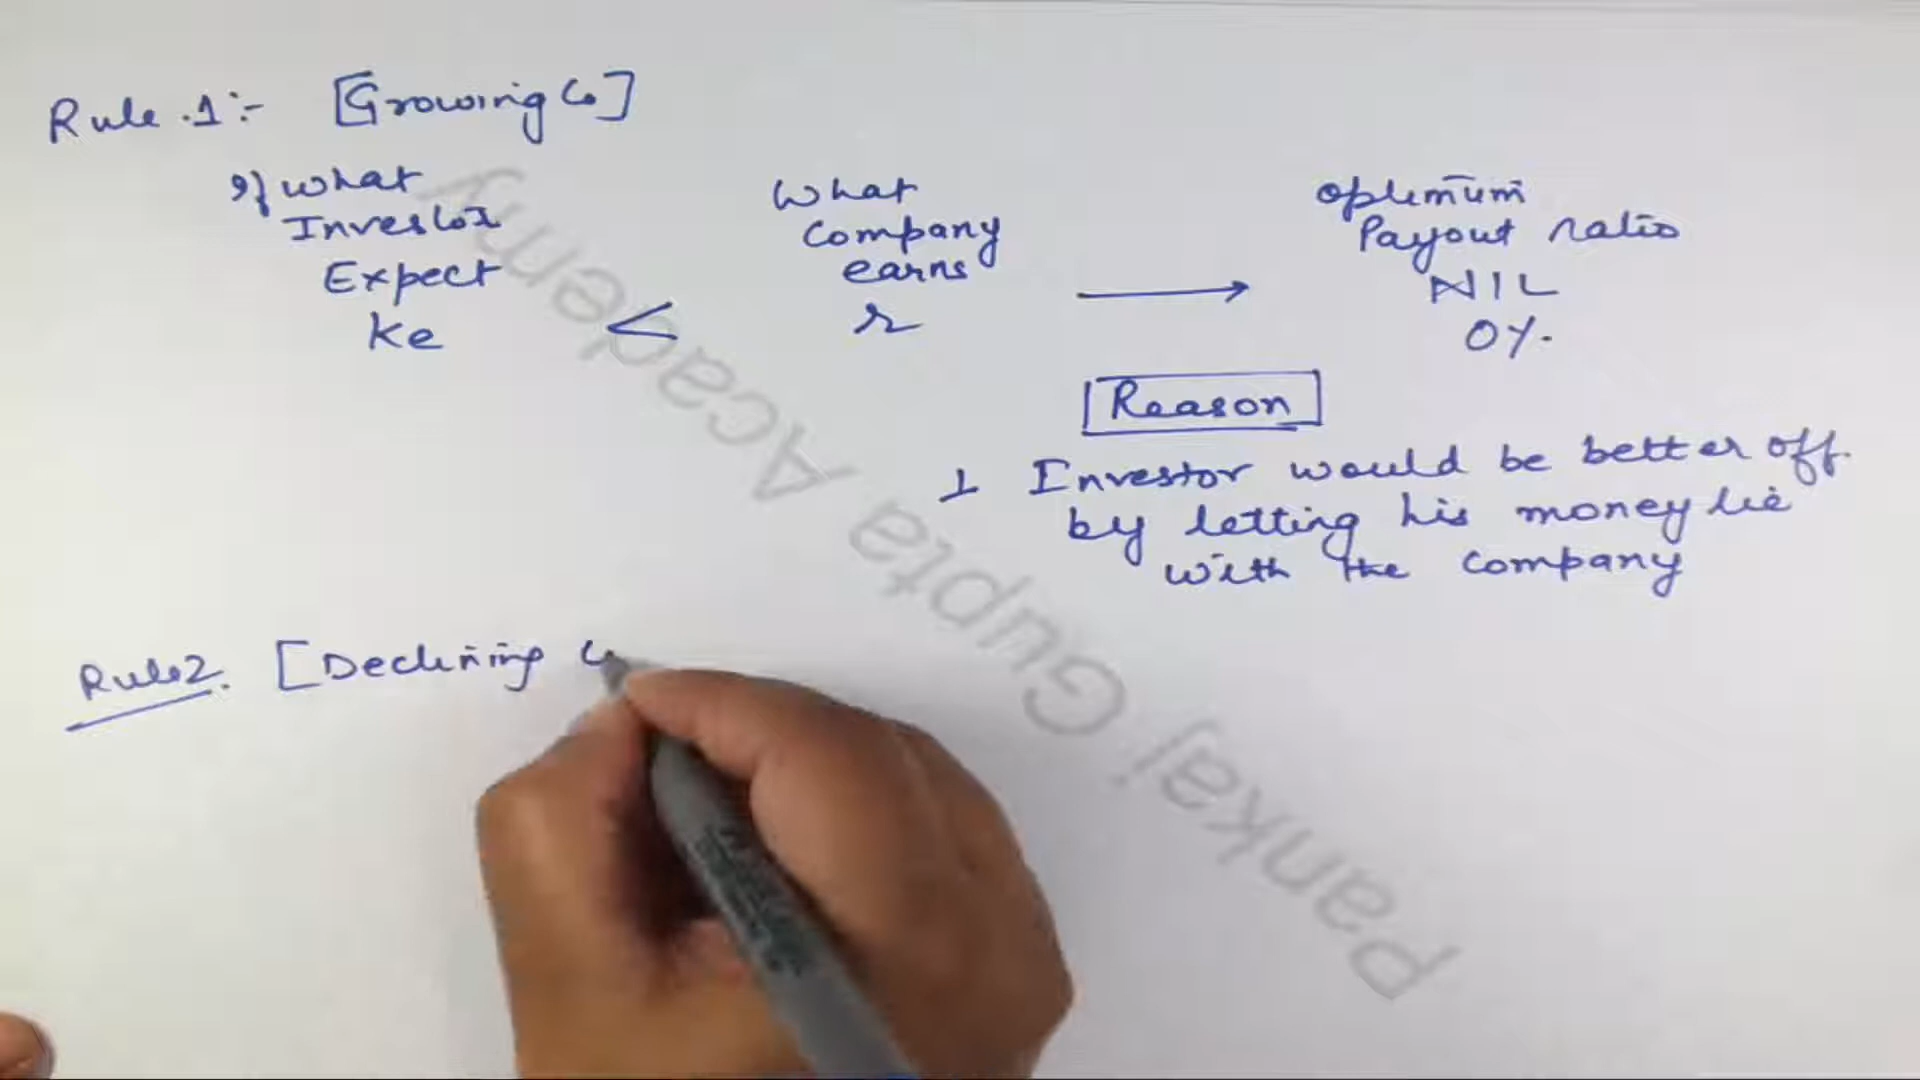 Rule.1:- [Growing Co]
If what
Investor
Expect
Ke
<
What
Company
earns
r
→
optimum
Payout ratio
NIL
0%.
Reason
1 Investor would be better off.
by letting his money lie
with the company
Rule2. [Declining Co
Pankaj Gupta Academy